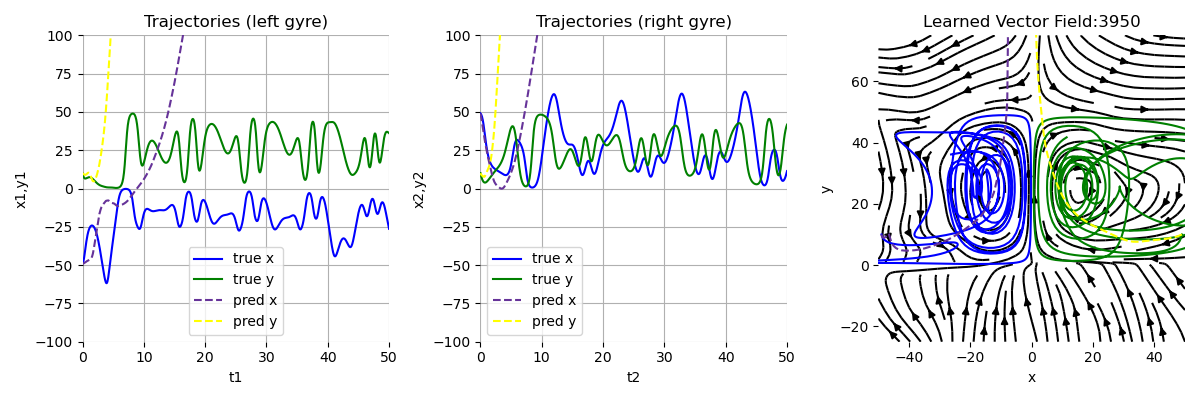 Trajectories (left gyre)
x1,y1
100
75
50
25
0
−25
−50
−75
−100
0
10
20
30
40
50
t1
true x
true y
pred x
pred y
Trajectories (right gyre)
x2,y2
100
75
50
25
0
−25
−50
−75
−100
0
10
20
30
40
50
t2
true x
true y
pred x
pred y
Learned Vector Field:3950
y
60
40
20
0
−20
−40
−20
0
20
40
x